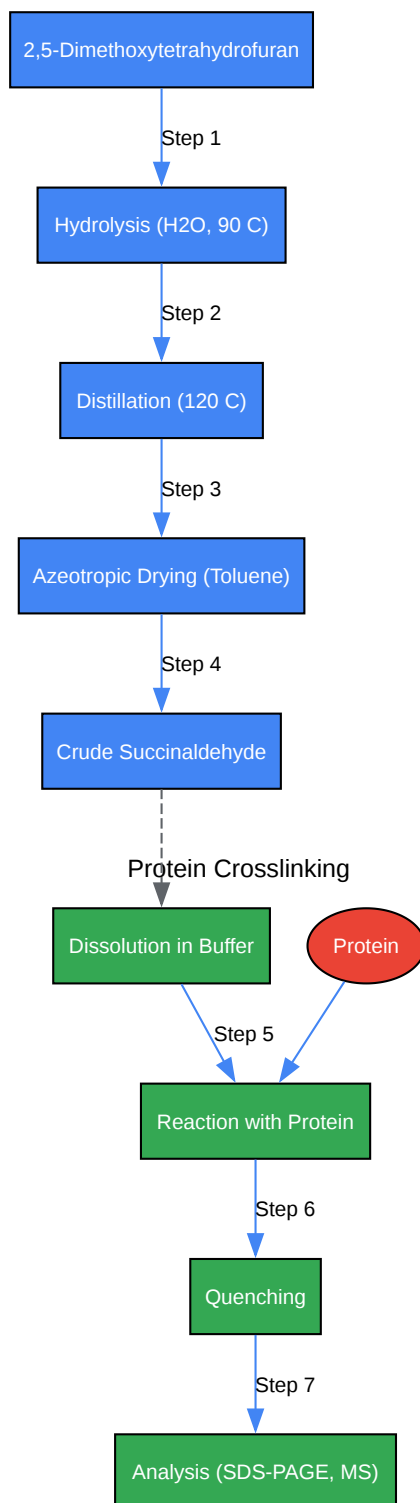 2,5-Dimethoxytetrahydrofuran
Step 1
Hydrolysis (H2O, 90 C)
Step 2
Distillation (120 C)
Step 3
Azeotropic Drying (Toluene)
Step 4
Crude Succinaldehyde
Protein Crosslinking
Dissolution in Buffer
Protein
Step 5
Reaction with Protein
Step 6
Quenching
Step 7
Analysis (SDS-PAGE, MS)